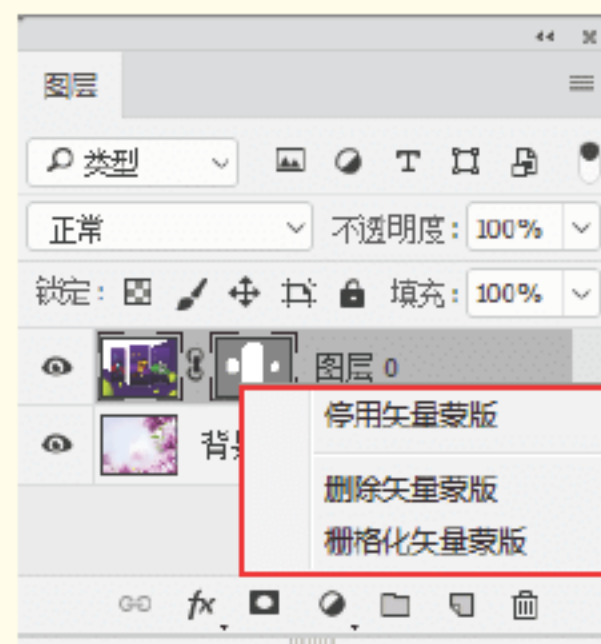 图层
类型
正常 不透明度: 100%
锁定: 填充: 100%
图层 0
停用矢量蒙版
背
删除矢量蒙版
栅格化矢量蒙版
fx